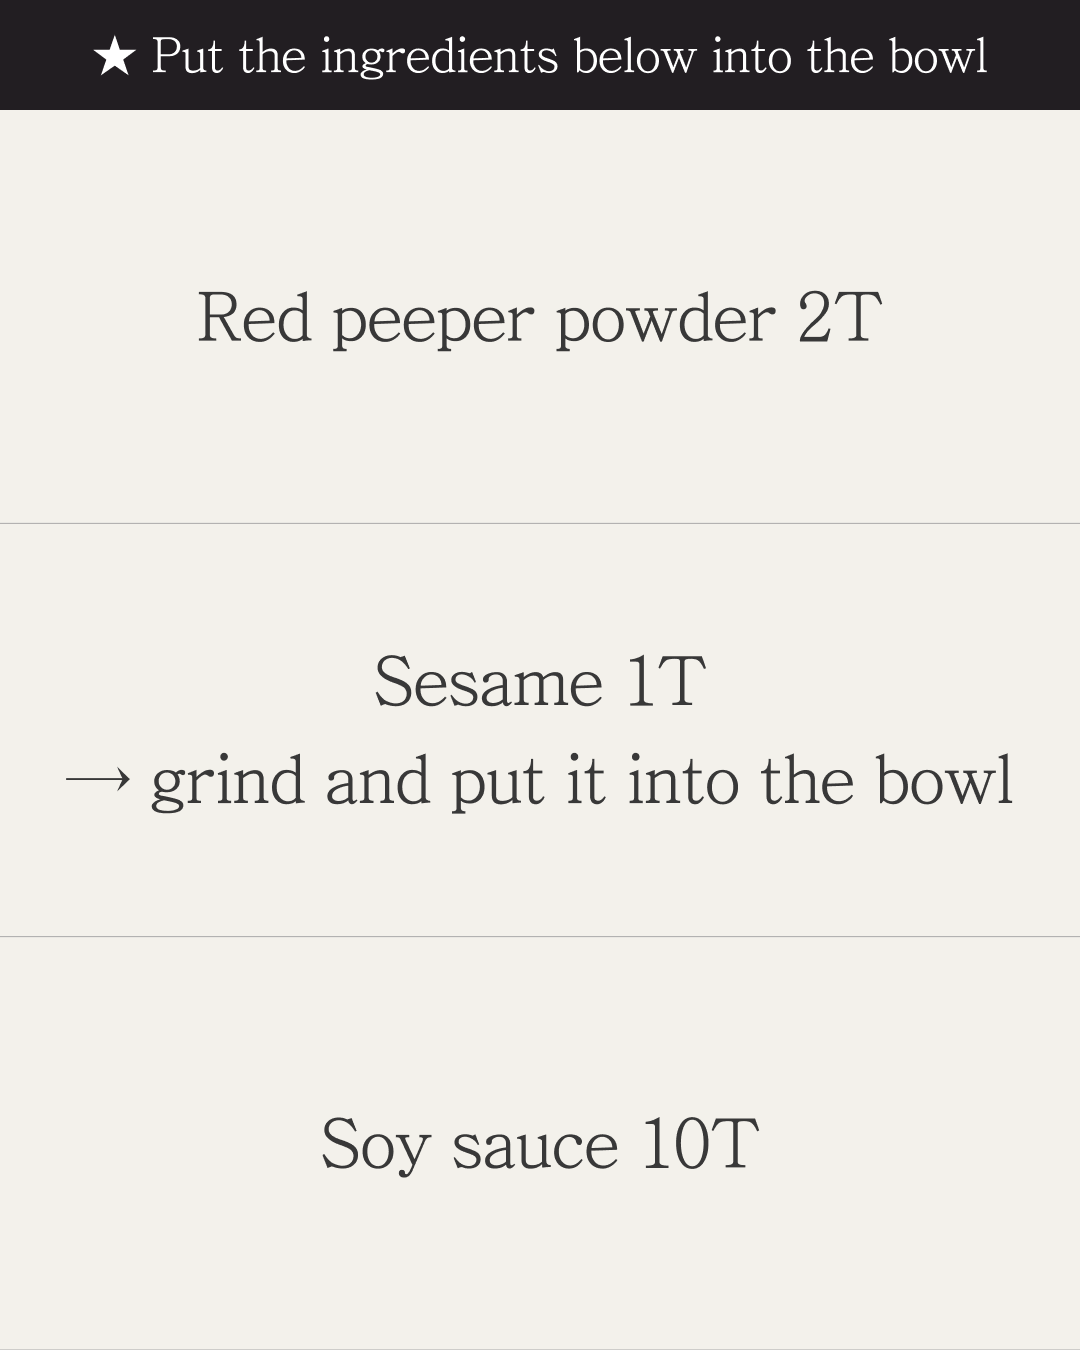 ★ Put the ingredients below into the bowl
Red peeper powder 2T
Sesame 1T
→ grind and put it into the bowl
Soy sauce 10T